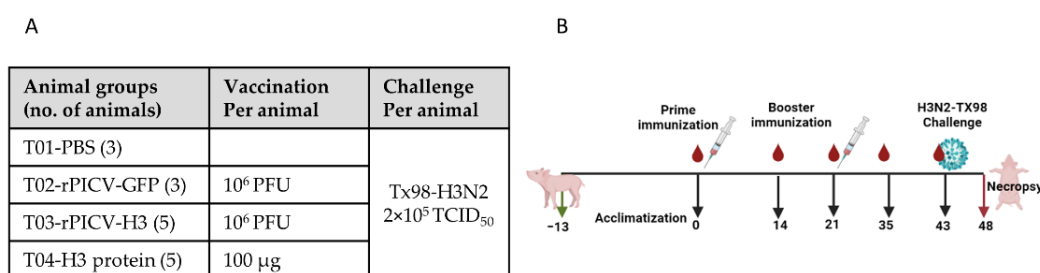 A
Animal groups
(no. of animals)
Vaccination
Per animal
Challenge
Per animal
T01-PBS (3)
T02-rPICV-GFP (3)
10⁶ PFU
T03-rPICV-H3 (5)
10⁶ PFU
T04-H3 protein (5)
100 µg
Tx98-H3N2
2×10⁵ TCID₅₀
B
Prime
immunization
Booster
immunization
H3N2-TX98
Challenge
Necropsy
Acclimatization
−13
0
14
21
35
43
48